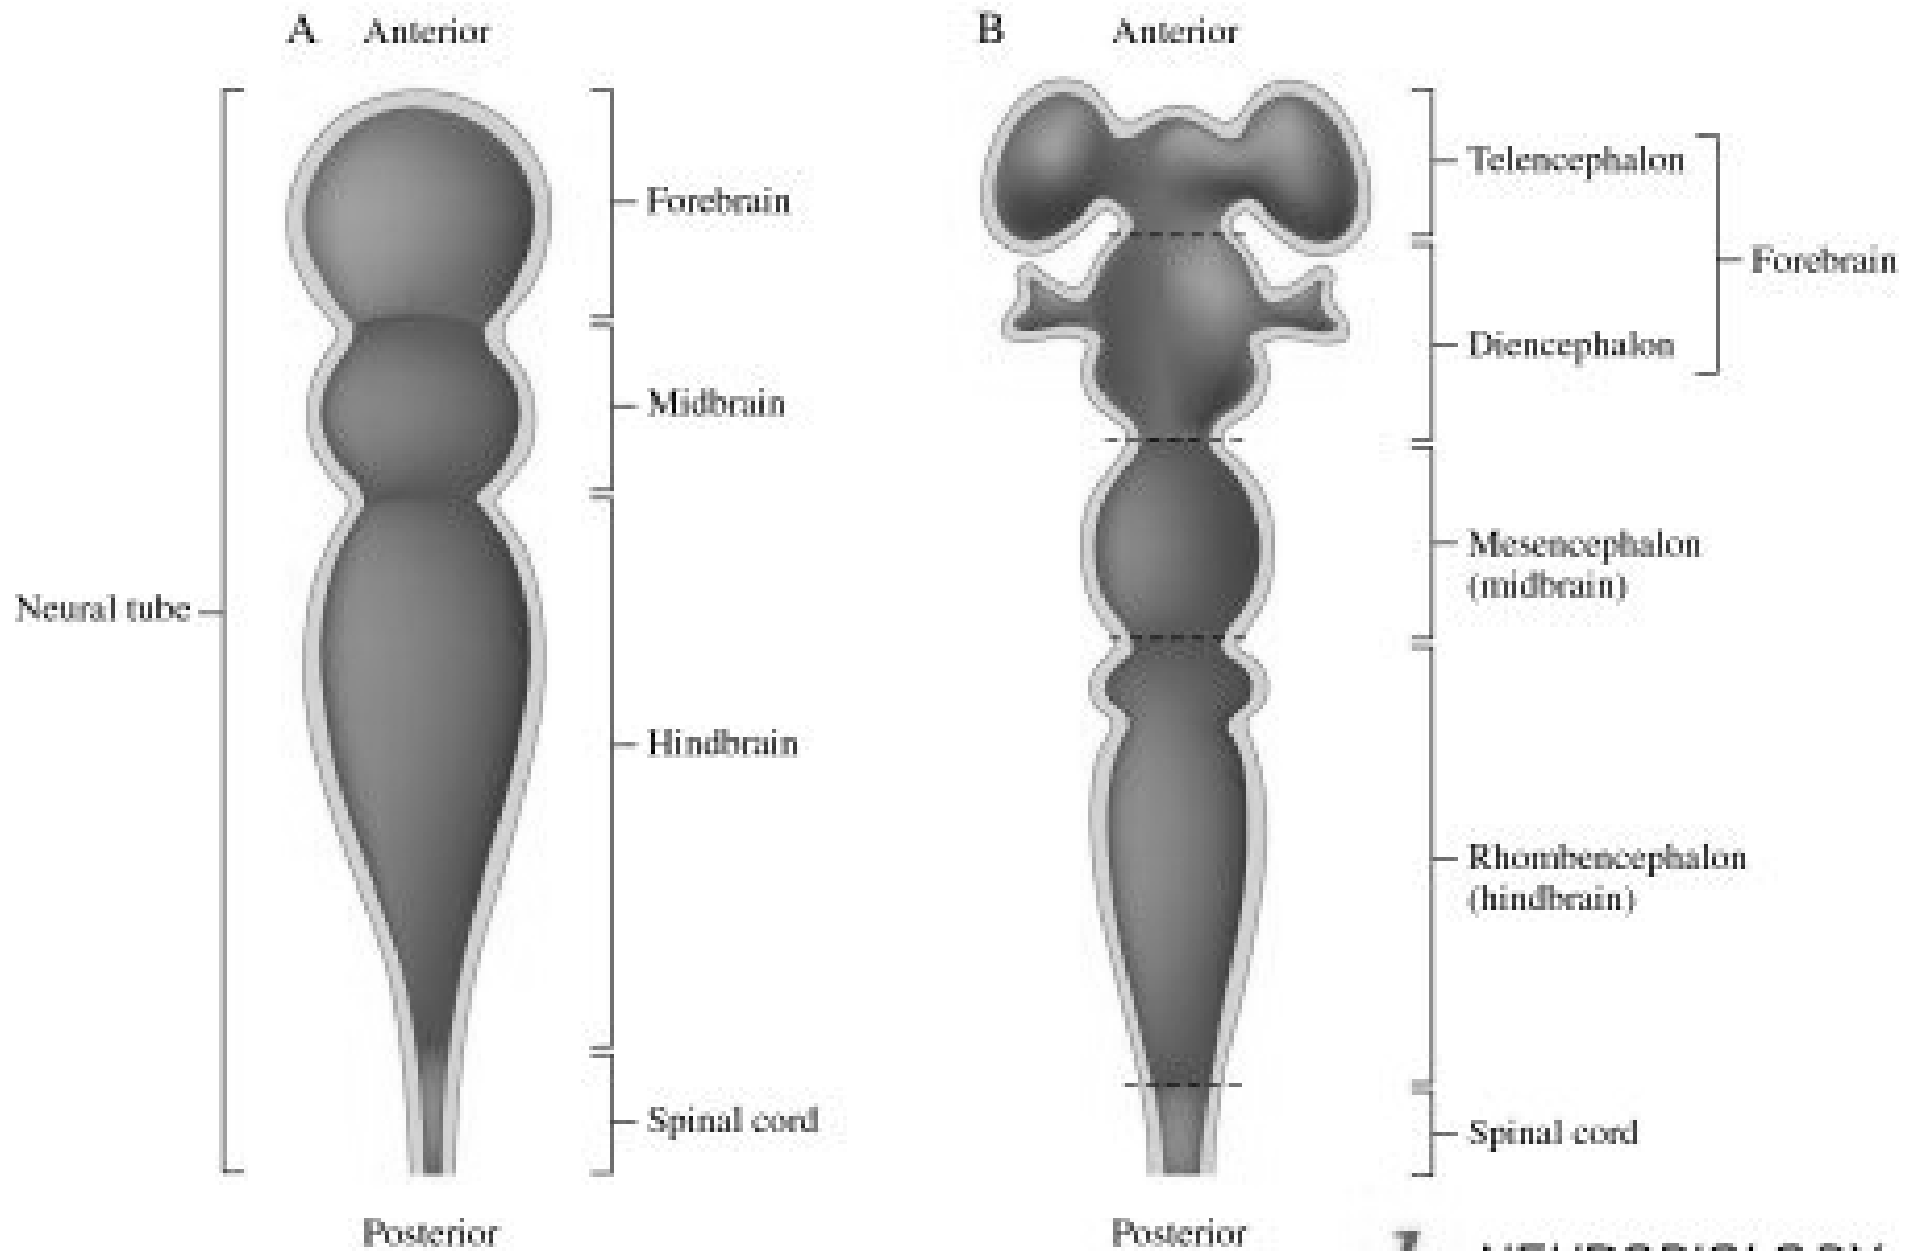 A Anterior
Forebrain
Midbrain
Neural tube
Hindbrain
Spinal cord
Posterior
B Anterior
Telencephalon
Forebrain
Diencephalon
Mesencephalon
(midbrain)
Rhombencephalon
(hindbrain)
Spinal cord
Posterior